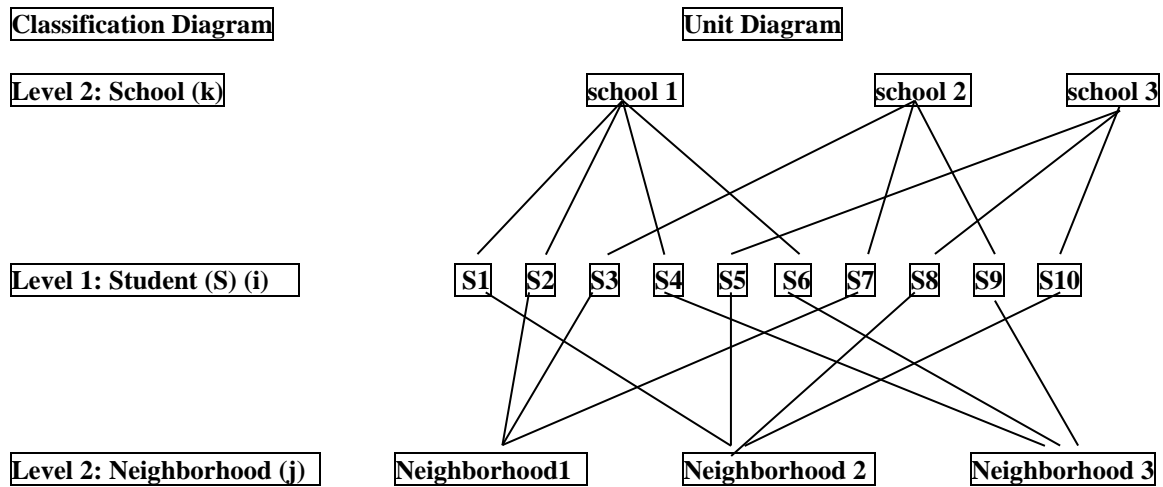 Classification Diagram Unit Diagram
Level 2: School (k) school 1 school 2 school 3
Level 1: Student (S) (i) S1 S2 S3 S4 S5 S6 S7 S8 S9 S10
Level 2: Neighborhood (j) Neighborhood1 Neighborhood 2 Neighborhood 3